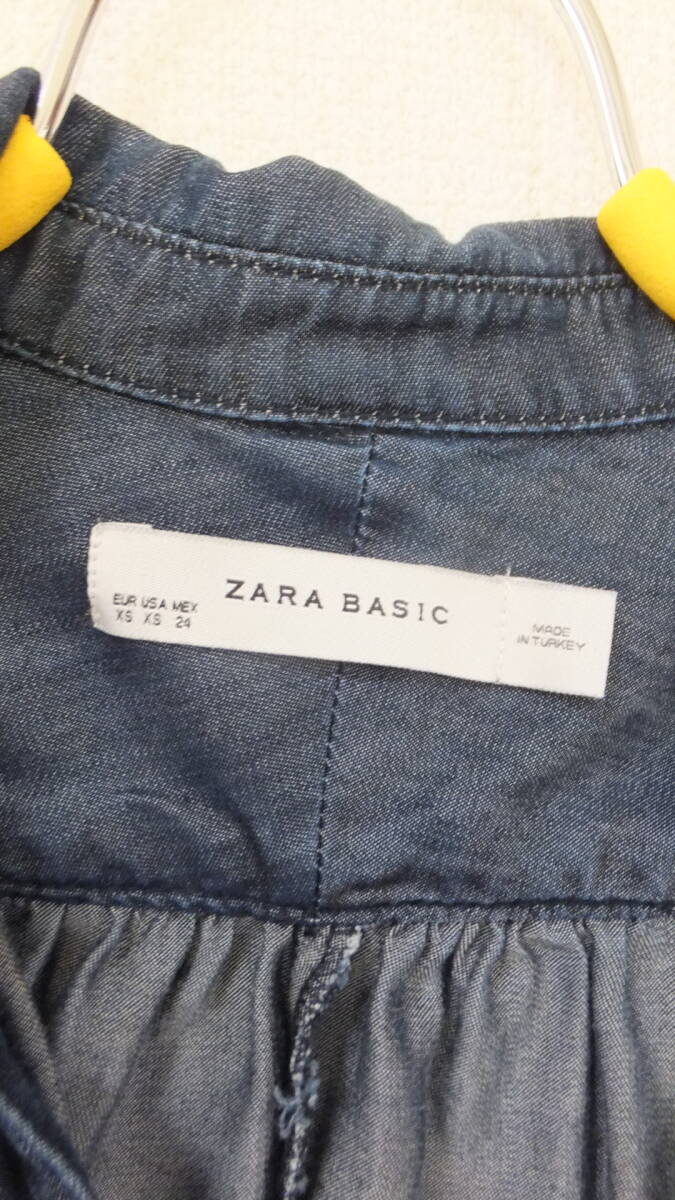 EUR USA MEX
XS XS 24
ZARA BASIC
MADE
IN TURKEY